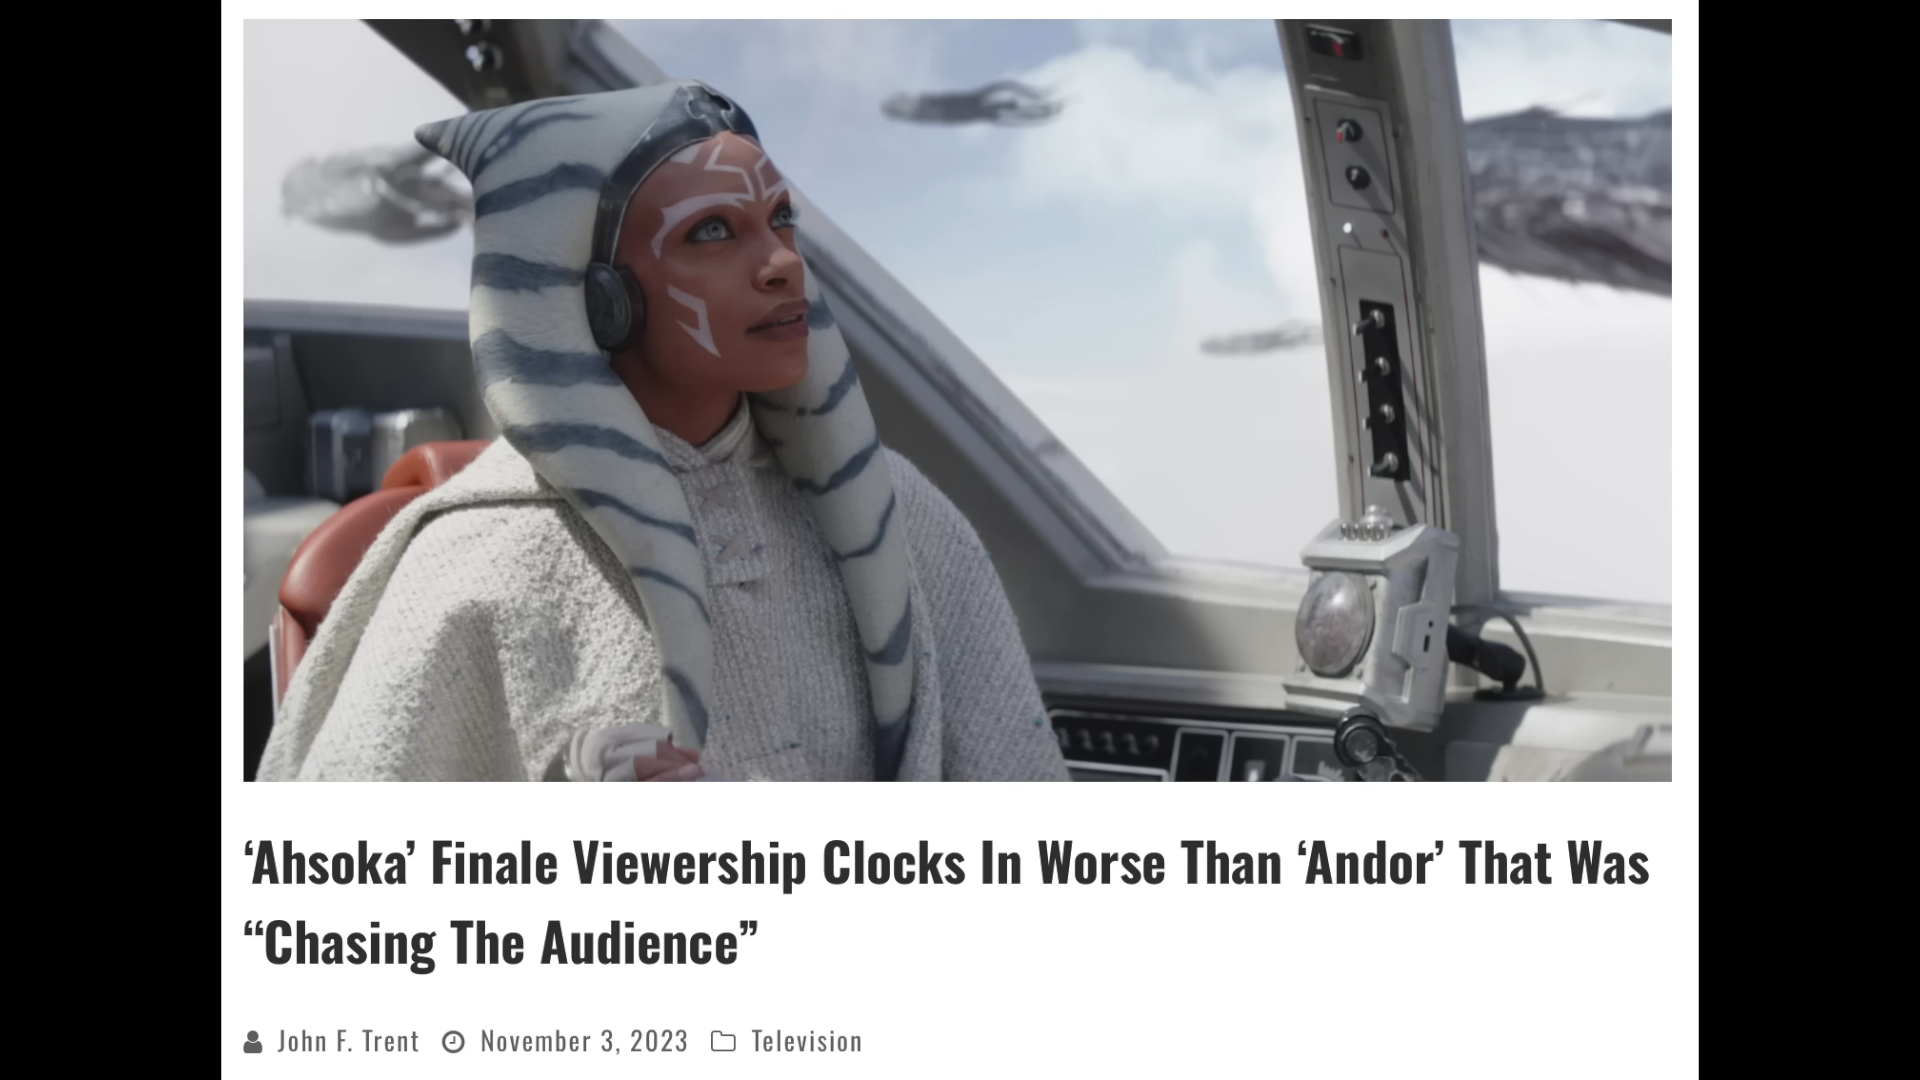 ‘Ahsoka’ Finale Viewership Clocks In Worse Than ‘Andor’ That Was
“Chasing The Audience”
John F. Trent November 3, 2023 Television